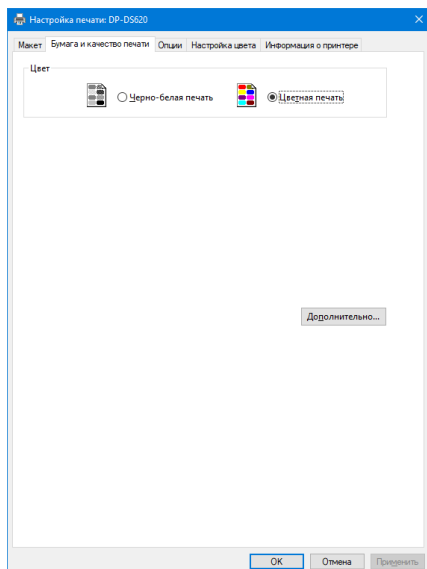 Настройка печати: DP-DS620
Макет Бумага и качество печати Опции Настройка цвета Информация о принтере
Цвет
Черно-белая печать Цветная печать
Дополнительно...
OK Отмена Применить